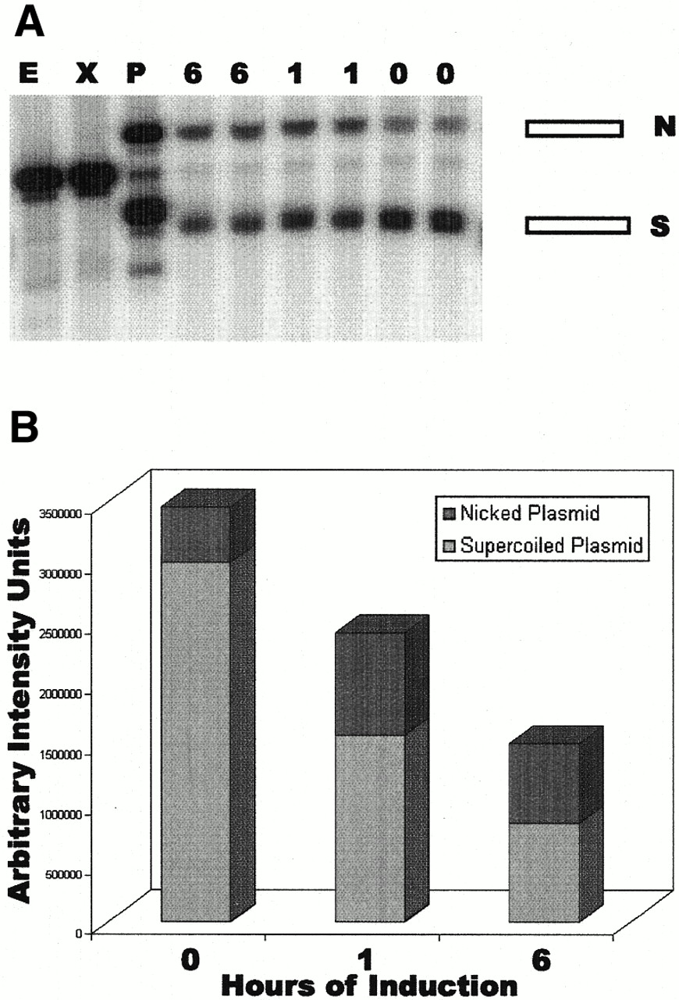 A
E X P 6 6 1 1 0 0
N
S
B
3500000
3000000
2500000
2000000
1500000
1000000
500000
0
Arbitrary Intensity Units
Nicked Plasmid
Supercoiled Plasmid
0 1 6
Hours of Induction